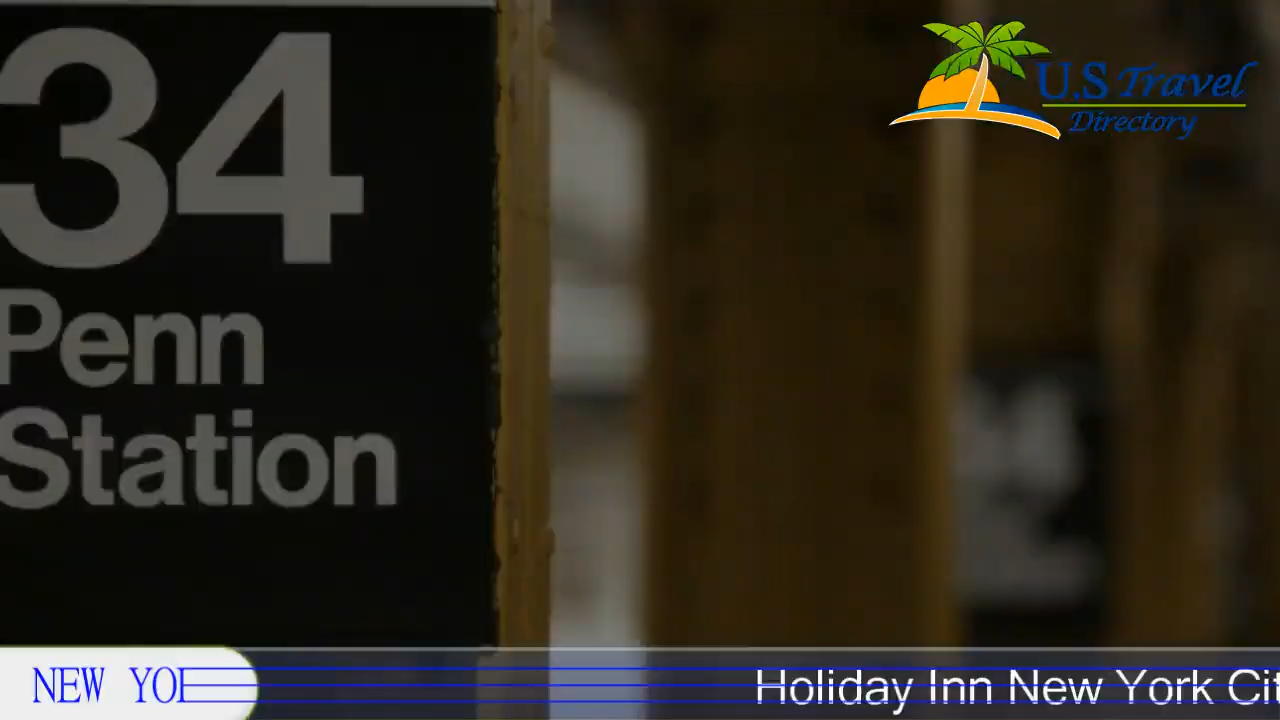 34
Penn
Station
U.S Travel
Directory
NEW YO
Holiday Inn New York Cit